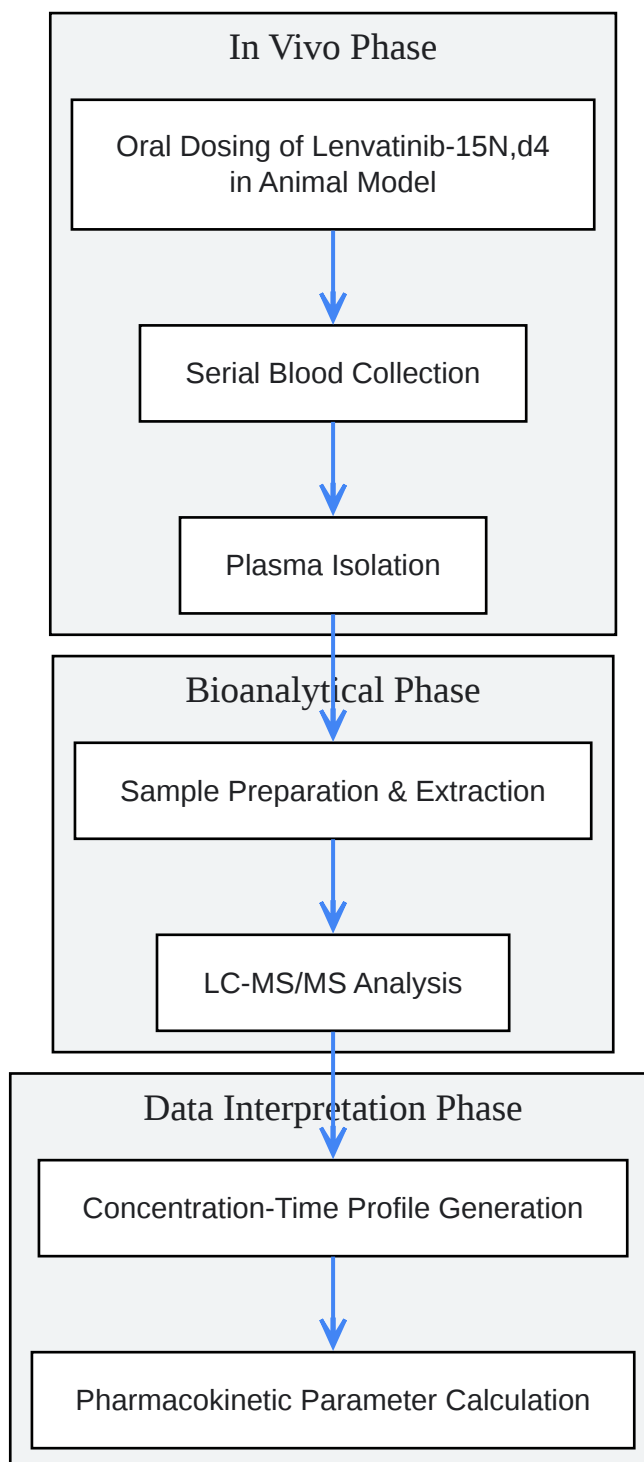 In Vivo Phase
Oral Dosing of Lenvatinib-15N,d4
in Animal Model
Serial Blood Collection
Plasma Isolation
Bioanalytical Phase
Sample Preparation & Extraction
LC-MS/MS Analysis
Data Interpretation Phase
Concentration-Time Profile Generation
Pharmacokinetic Parameter Calculation